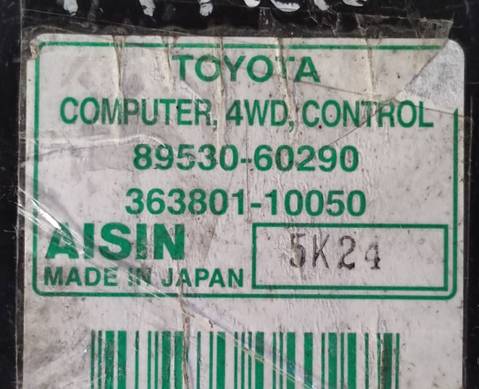 TOYOTA
COMPUTER, 4WD, CONTROL
89530-60290
363801-10050
AISIN
MADE IN JAPAN
5K24